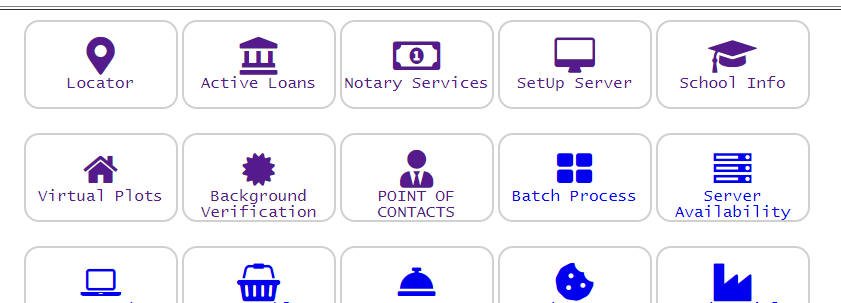 Locator
Active Loans
Notary Services
SetUp Server
School Info
Virtual Plots
Background
Verification
POINT OF
CONTACTS
Batch Process
Server
Availability